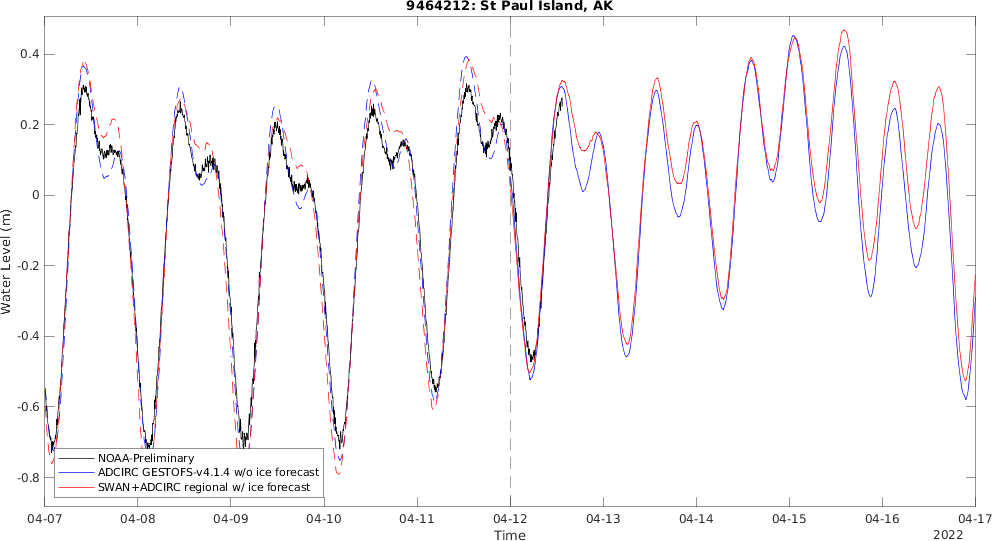 9464212: St Paul Island, AK
Water Level (m)
0.4
0.2
0
-0.2
-0.4
-0.6
-0.8
NOAA-Preliminary
ADCIRC GESTOFS-v4.1.4 w/o ice forecast
SWAN+ADCIRC regional w/ ice forecast
04-07 04-08 04-09 04-10 04-11 04-12 04-13 04-14 04-15 04-16 04-17
Time
2022